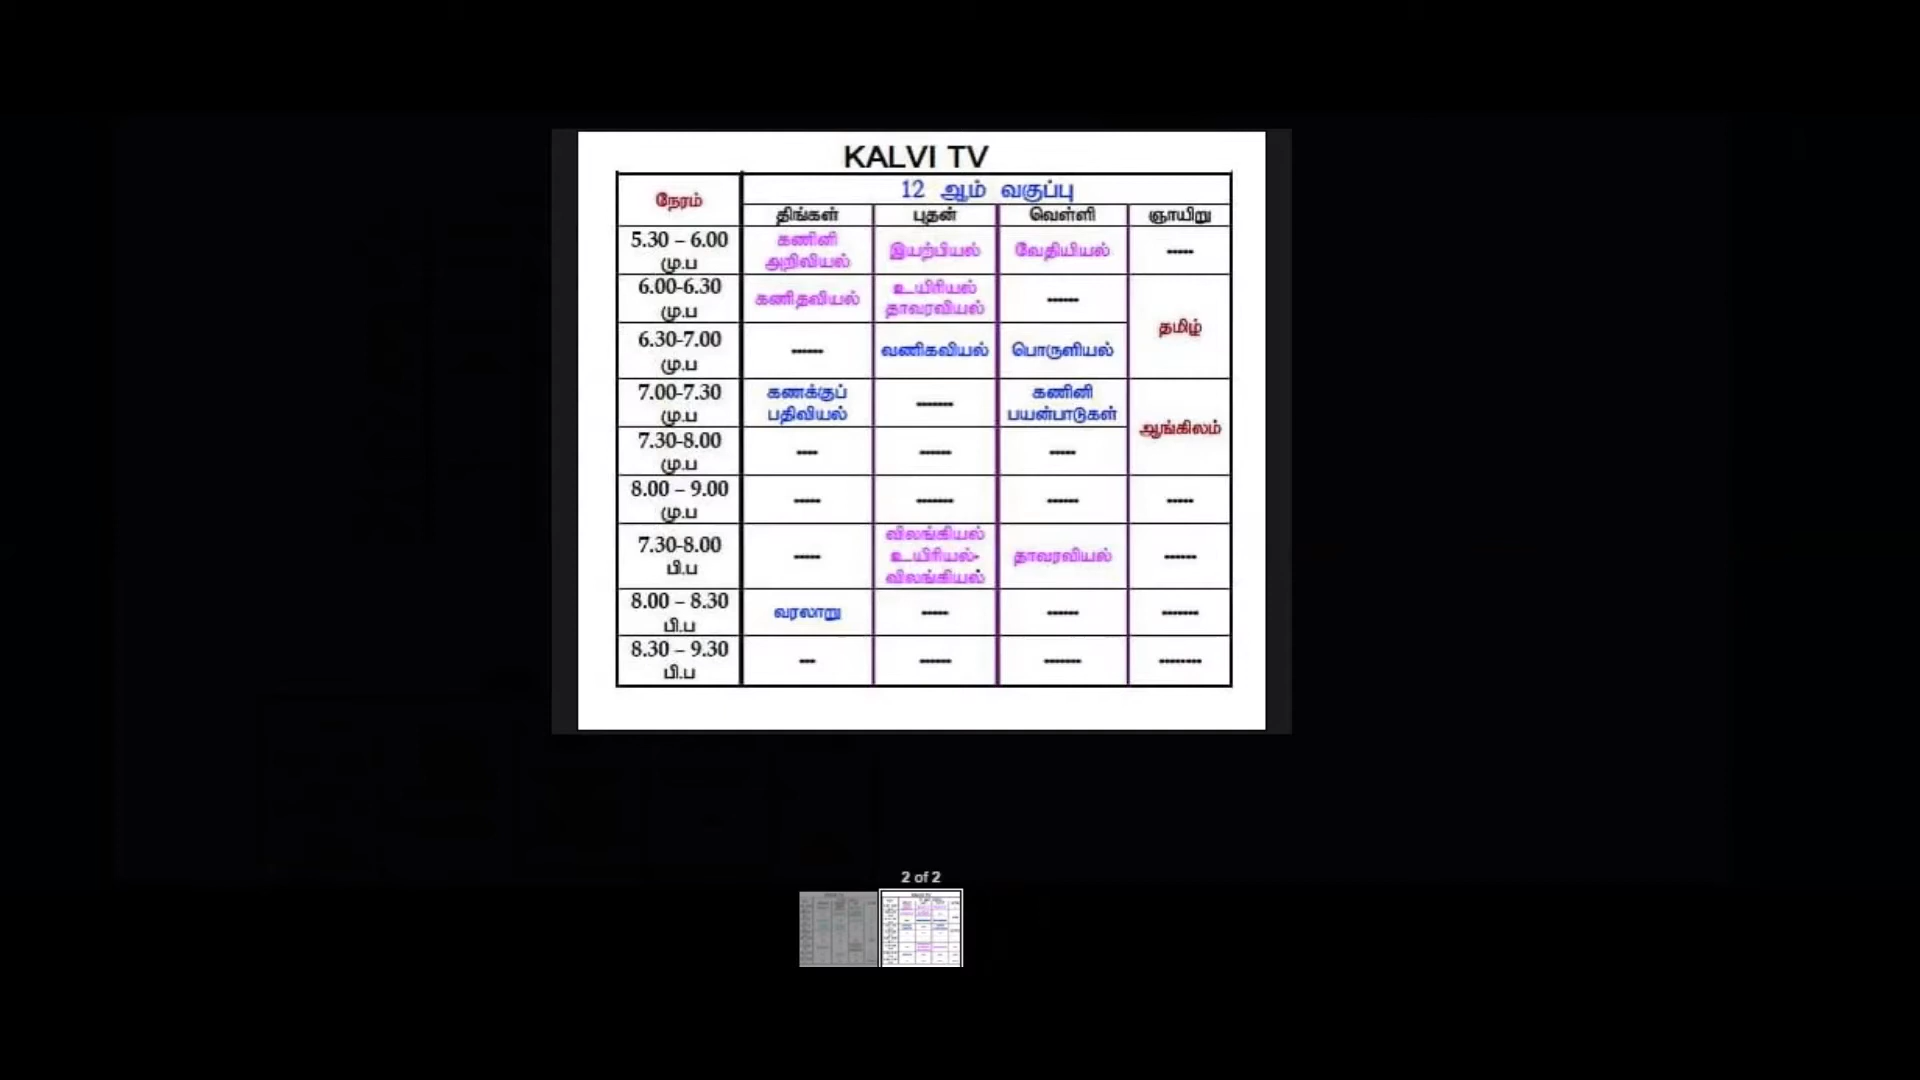 KALVI TV
நேரம்
12 ஆம் வகுப்பு
திங்கள் புதன் வெள்ளி ஞாயிறு
5.30 – 6.00
மு.ப
கணினி
அறிவியல்
இயற்பியல்
வேதியியல்
-----
6.00-6.30
மு.ப
கணிதவியல்
உயிரியல்
தாவரவியல்
------
தமிழ்
6.30-7.00
மு.ப
------
வணிகவியல்
பொருளியல்
7.00-7.30
மு.ப
கணக்குப்
பதிவியல்
-------
கணினி
பயன்பாடுகள்
ஆங்கிலம்
7.30-8.00
மு.ப
----
------
-----
8.00 – 9.00
மு.ப
-----
-------
------
-----
7.30-8.00
பி.ப
-----
விலங்கியல்
உயிரியல்-
விலங்கியல்
தாவரவியல்
------
8.00 – 8.30
பி.ப
வரலாறு
-----
------
-------
8.30 – 9.30
பி.ப
---
------
-------
--------
2 of 2